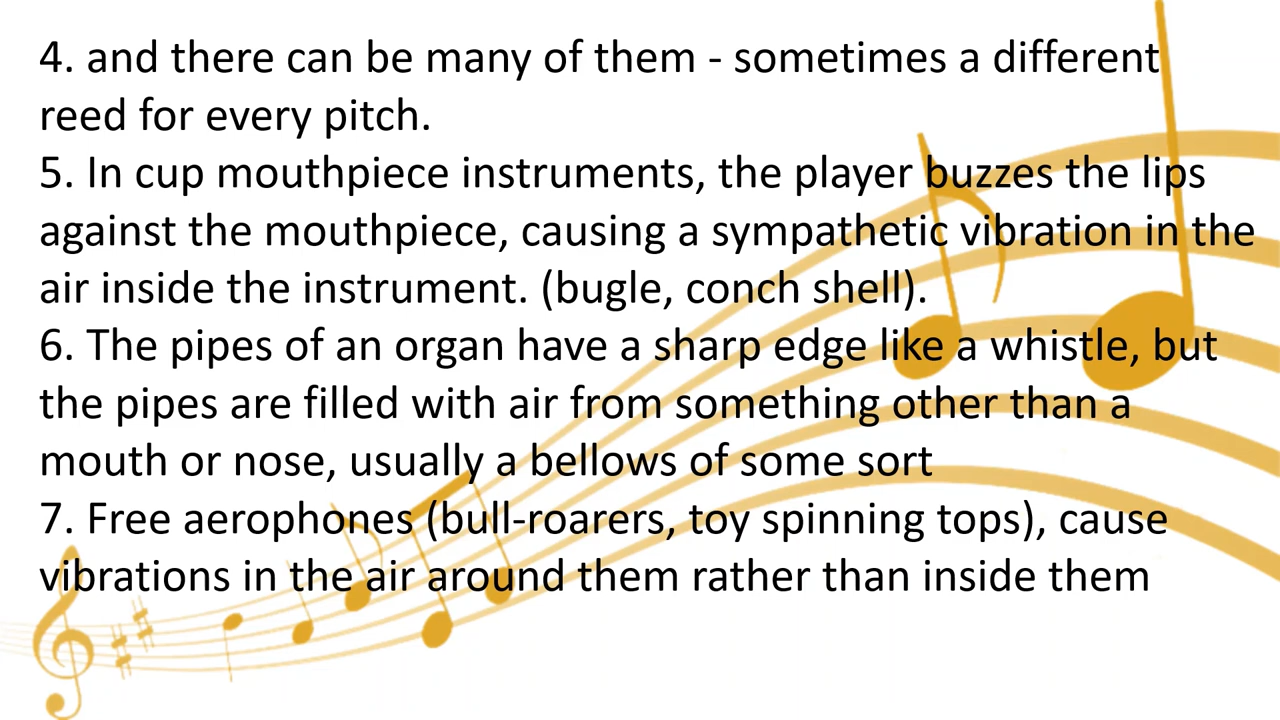 4. and there can be many of them - sometimes a different
reed for every pitch.
5. In cup mouthpiece instruments, the player buzzes the lips
against the mouthpiece, causing a sympathetic vibration in the
air inside the instrument. (bugle, conch shell).
6. The pipes of an organ have a sharp edge like a whistle, but
the pipes are filled with air from something other than a
mouth or nose, usually a bellows of some sort
7. Free aerophones (bull-roarers, toy spinning tops), cause
vibrations in the air around them rather than inside them